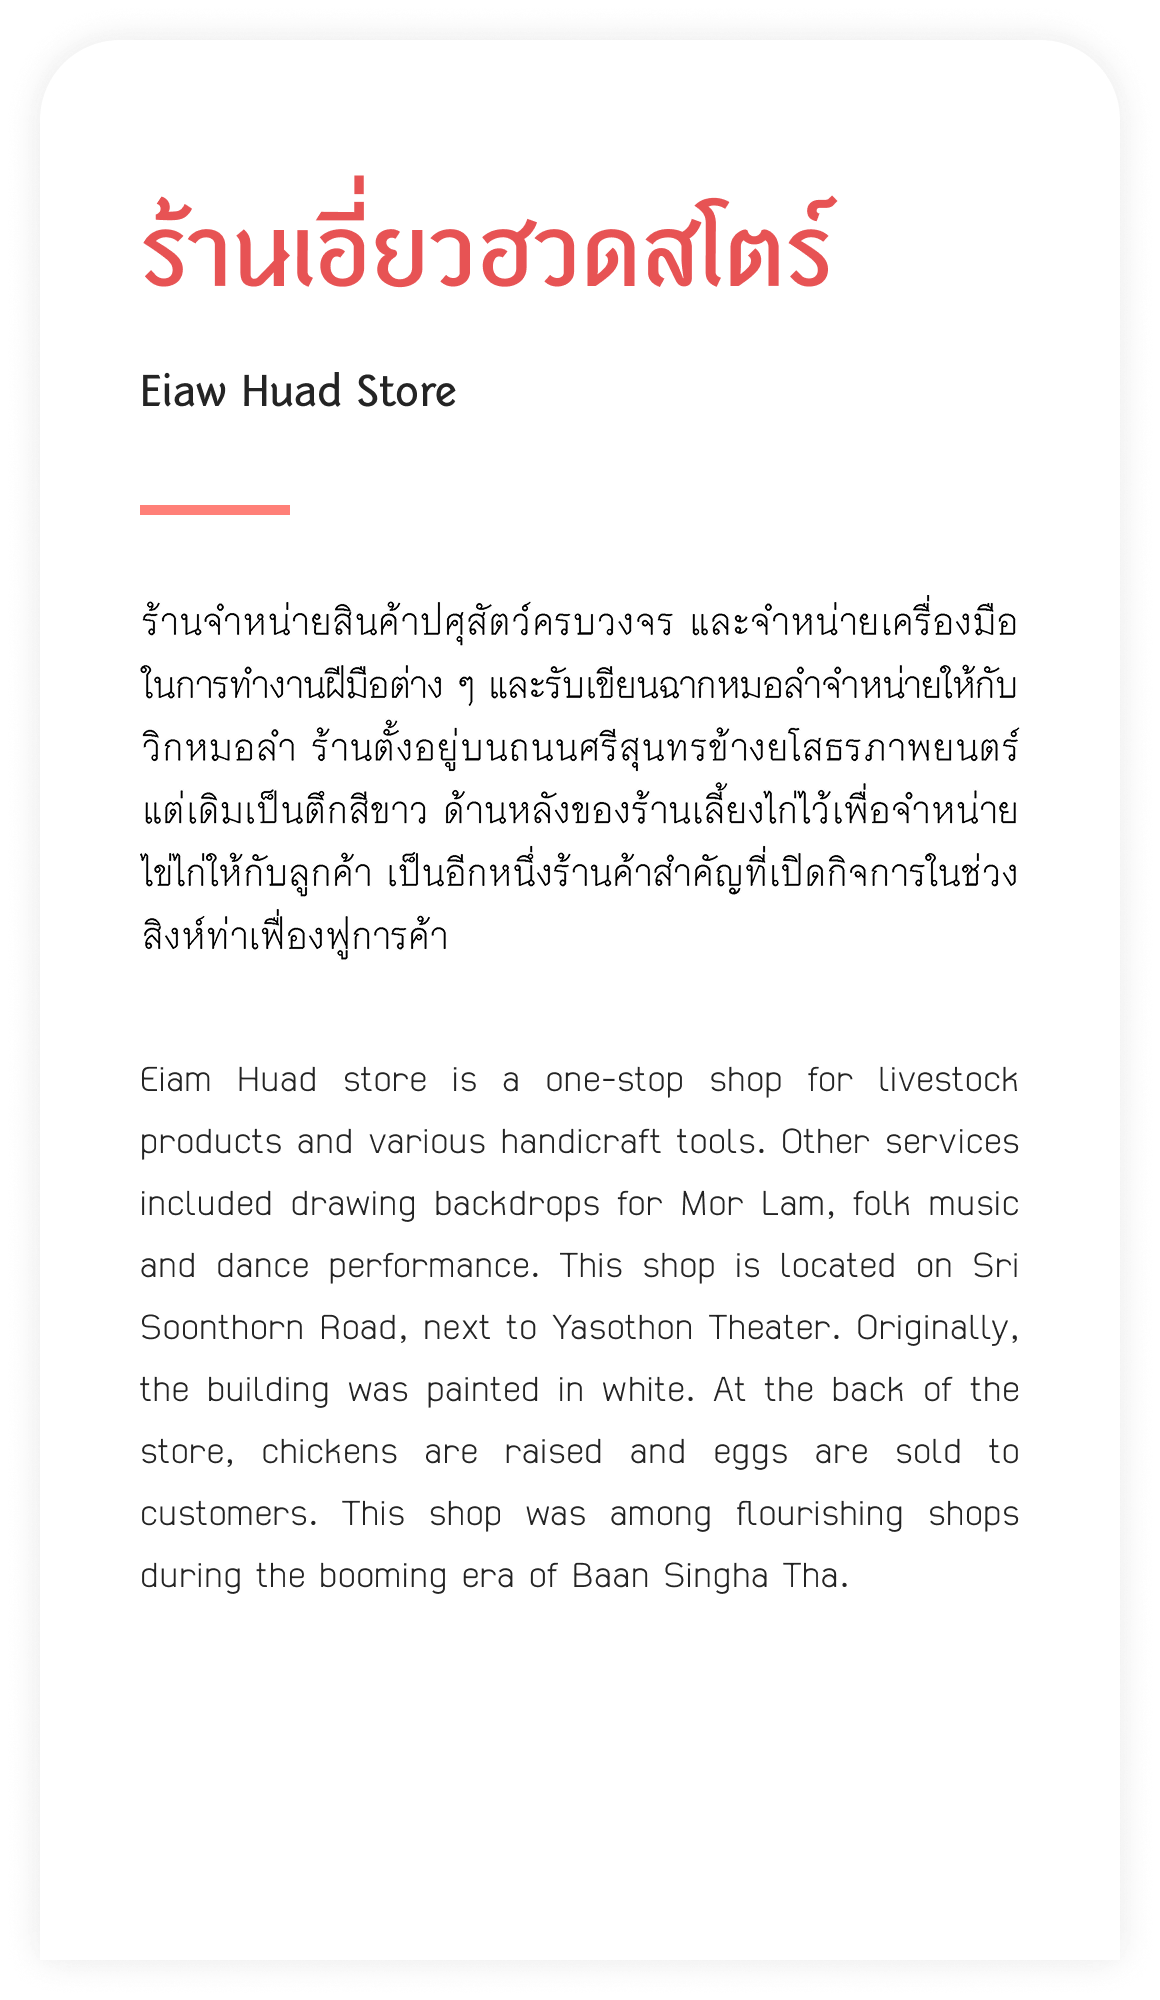 ร้านเอี่ยวฮวดสโตร์
Eiaw Huad Store
ร้านจำหน่ายสินค้าปศุสัตว์ครบวงจร และจำหน่ายเครื่องมือ
ในการทำงานฝีมือต่าง ๆ และรับเขียนฉากหมอลำจำหน่ายให้กับ
วิกหมอลำ ร้านตั้งอยู่บนถนนศรีสุนทรข้างยโสธรภาพยนตร์
แต่เดิมเป็นตึกสีขาว ด้านหลังของร้านเลี้ยงไก่ไว้เพื่อจำหน่าย
ไข่ไก่ให้กับลูกค้า เป็นอีกหนึ่งร้านค้าสำคัญที่เปิดกิจการในช่วง
สิงห์ท่าเฟื่องฟูการค้า
Eiam Huad store is a one-stop shop for livestock
products and various handicraft tools. Other services
included drawing backdrops for Mor Lam, folk music
and dance performance. This shop is located on Sri
Soonthorn Road, next to Yasothon Theater. Originally,
the building was painted in white. At the back of the
store, chickens are raised and eggs are sold to
customers. This shop was among flourishing shops
during the booming era of Baan Singha Tha.